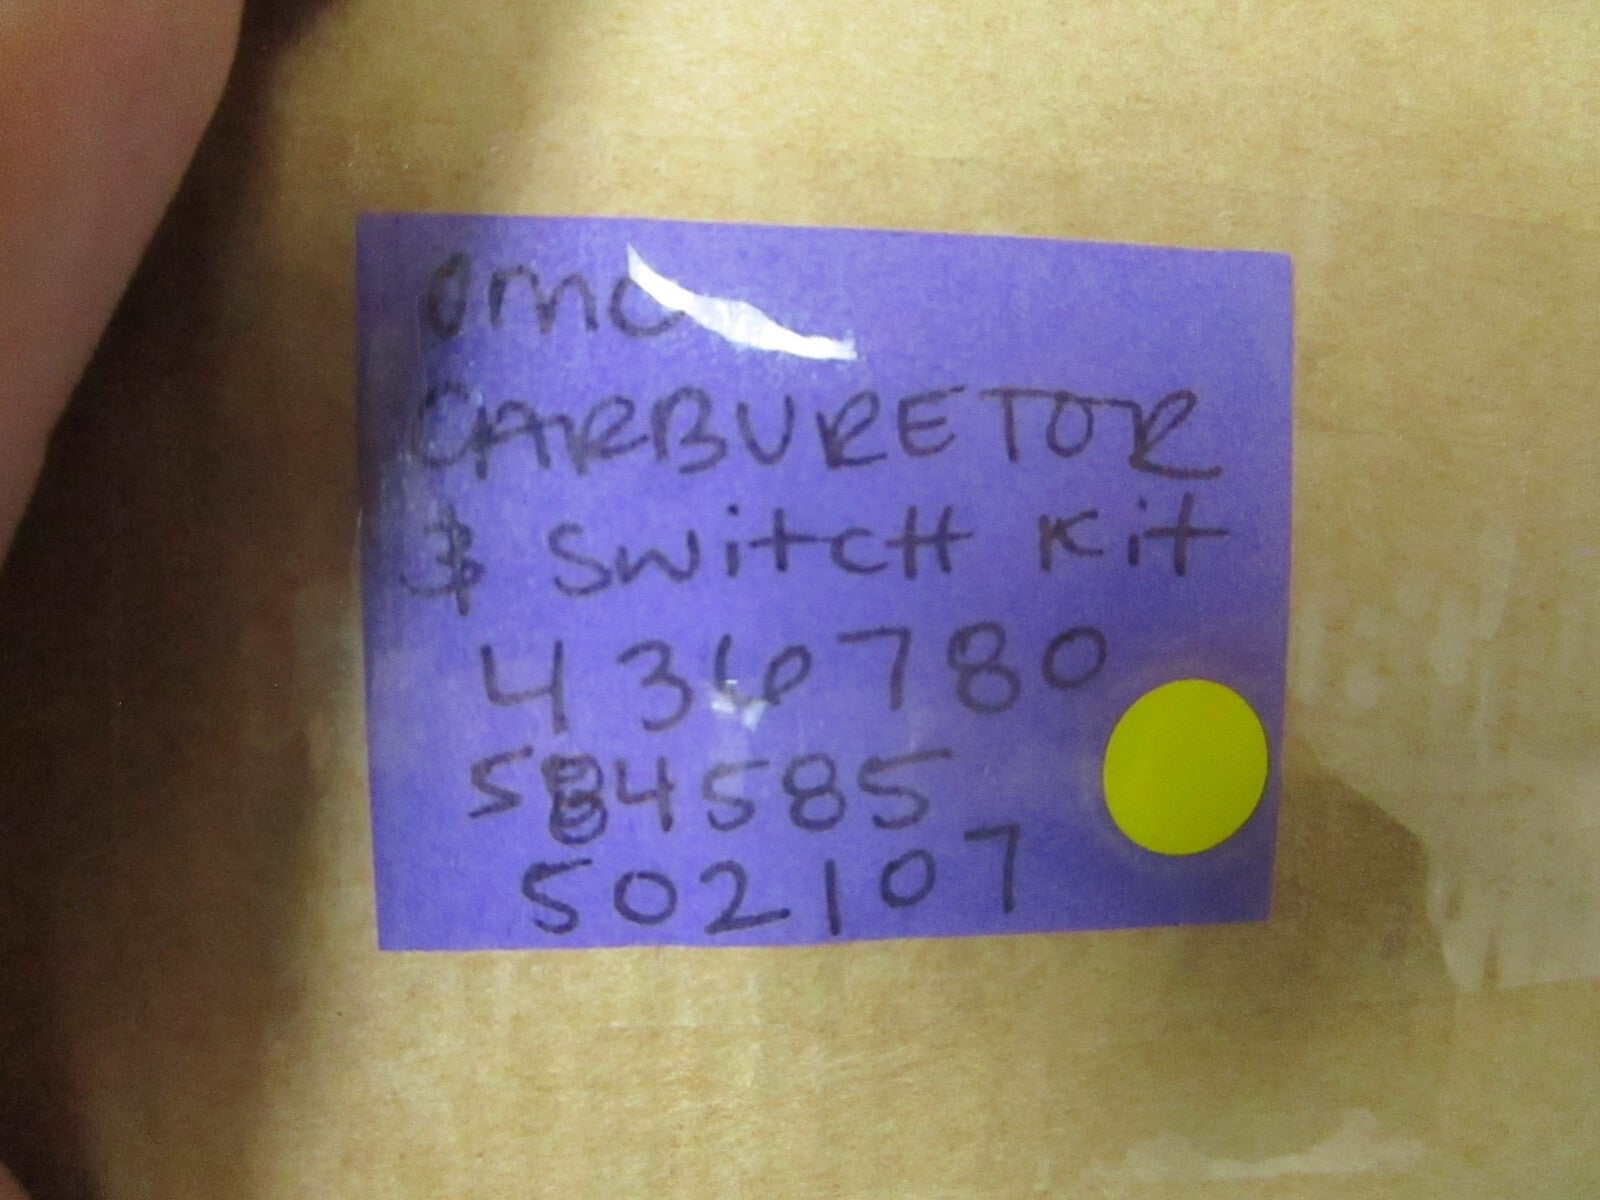 OMC
CARBURETOR
& SWitCH Kit
436780
584585
502107